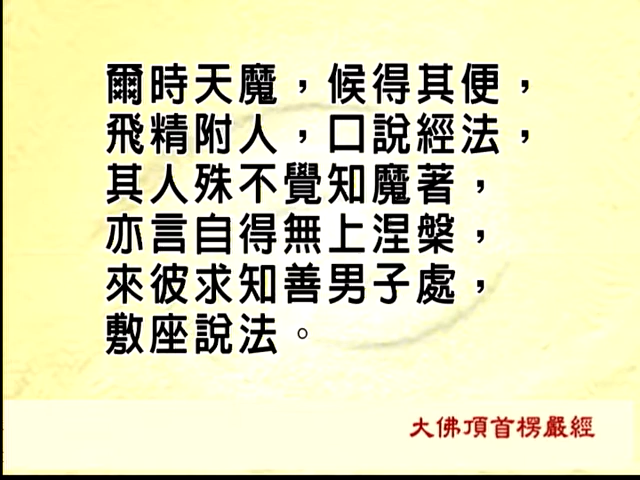 爾時天魔，候得其便，
飛精附人，口說經法，
其人殊不覺知魔著，
亦言自得無上涅槃，
來彼求知善男子處，
敷座說法。
大佛頂首楞嚴經